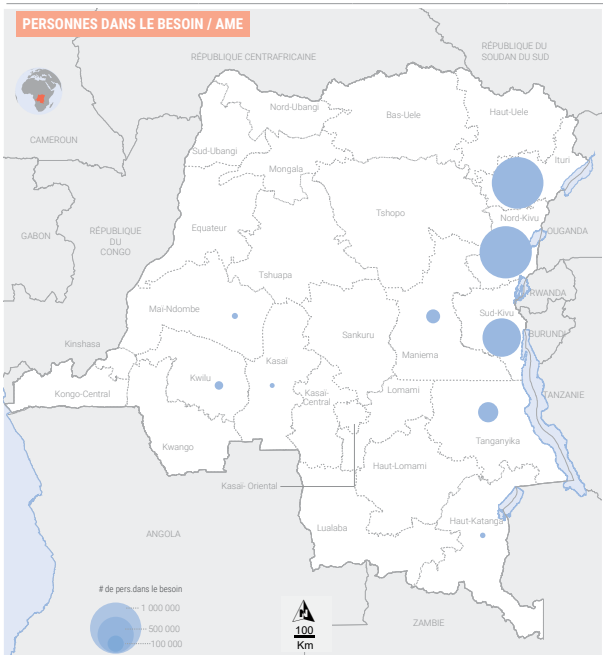 PERSONNES DANS LE BESOIN / AME
RÉPUBLIQUE DU
SOUDAN DU SUD
RÉPUBLIQUE CENTRAFRICAINE
CAMEROUN
Nord-Ubangi
Bas-Uele
Haut-Uele
Sud-Ubangi
Mongala
Ituri
GABON
RÉPUBLIQUE
DU
CONGO
Equateur
Tshopo
Nord-Kivu
OUGANDA
Tshuapa
RWANDA
Mai-Ndombe
Sankuru
Maniema
Sud-Kivu
BURUNDI
Kinshasa
Kasaï
Kwilu
Kongo-Central
Kasaï-
Central
Lomami
TANZANIE
Kwango
Tanganyika
Haut-Lomami
Kasaï- Oriental
Lualaba
Haut-Katanga
ANGOLA
ZAMBIE
# de pers.dans le besoin
1 000 000
500 000
100 000
N
100
Km